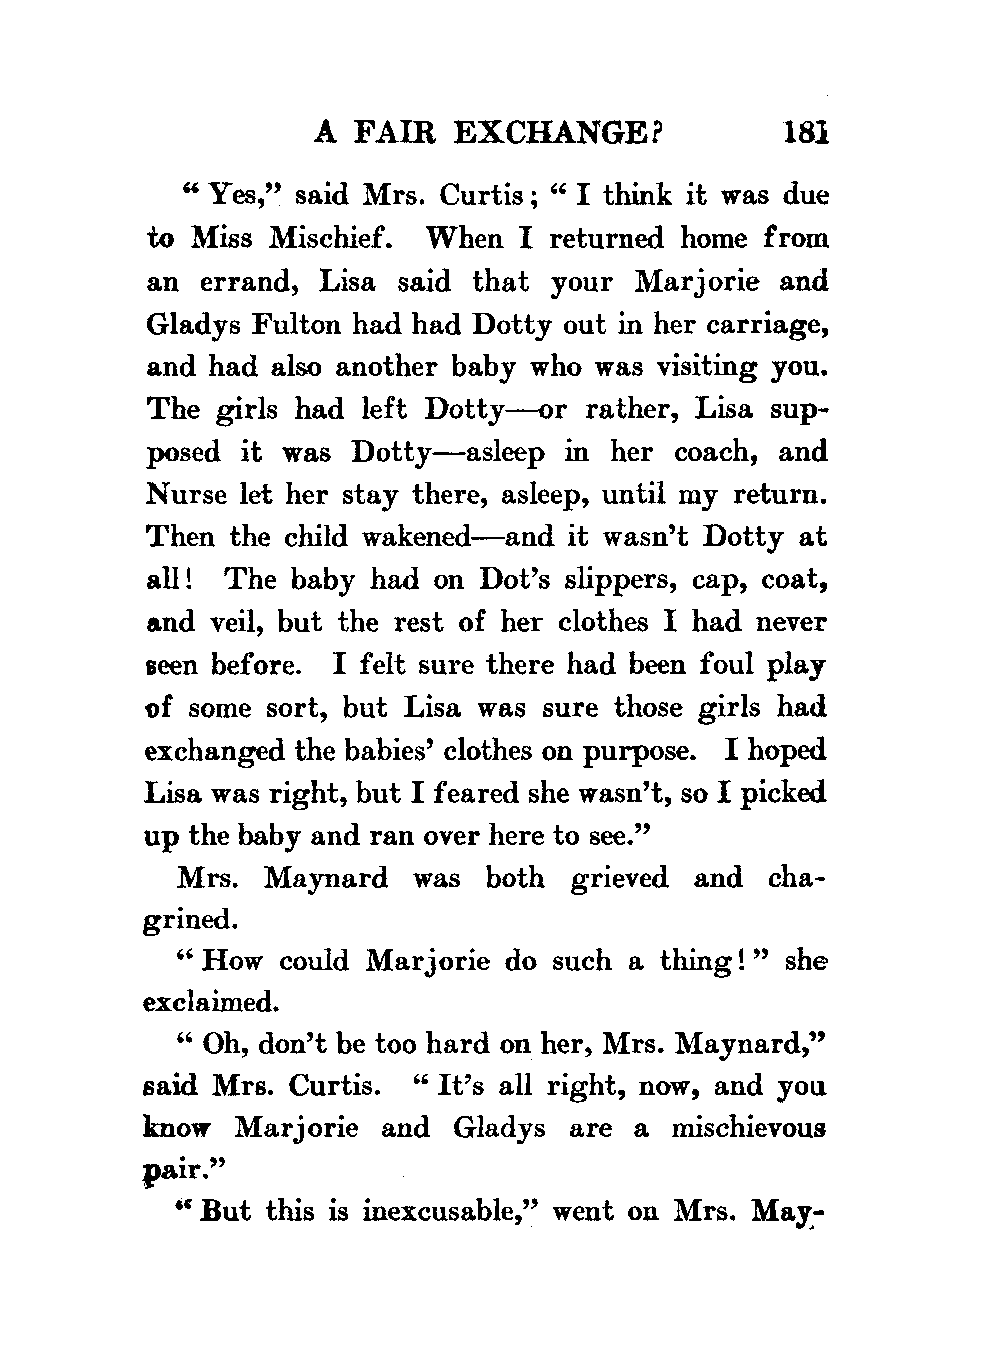 A FAIR EXCHANGE? 181
“ Yes,” said Mrs. Curtis; “ I think it was due
to Miss Mischief. When I returned home from
an errand, Lisa said that your Marjorie and
Gladys Fulton had had Dotty out in her carriage,
and had also another baby who was visiting you.
The girls had left Dotty—or rather, Lisa sup-
posed it was Dotty—asleep in her coach, and
Nurse let her stay there, asleep, until my return.
Then the child wakened—and it wasn’t Dotty at
all! The baby had on Dot’s slippers, cap, coat,
and veil, but the rest of her clothes I had never
seen before. I felt sure there had been foul play
of some sort, but Lisa was sure those girls had
exchanged the babies’ clothes on purpose. I hoped
Lisa was right, but I feared she wasn’t, so I picked
up the baby and ran over here to see.”
Mrs. Maynard was both grieved and cha-
grined.
“ How could Marjorie do such a thing! ” she
exclaimed.
“ Oh, don’t be too hard on her, Mrs. Maynard,”
said Mrs. Curtis. “ It’s all right, now, and you
know Marjorie and Gladys are a mischievous
pair.”
“ But this is inexcusable,” went on Mrs. May-